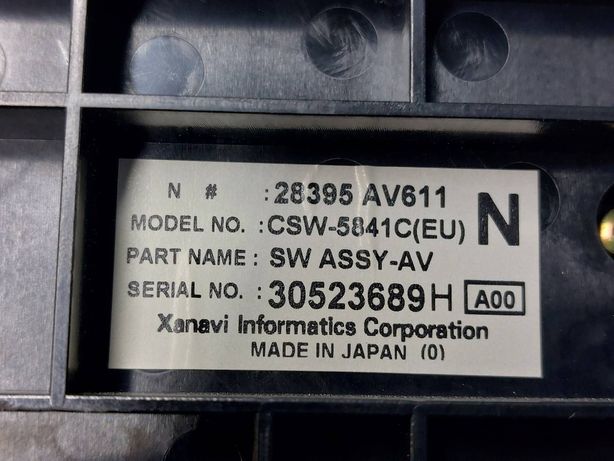 N # : 28395 AV611
MODEL NO. : CSW-5841C(EU) N
PART NAME : SW ASSY-AV
SERIAL NO. : 30523689H A00
Xanavi Informatics Corporation
MADE IN JAPAN (0)